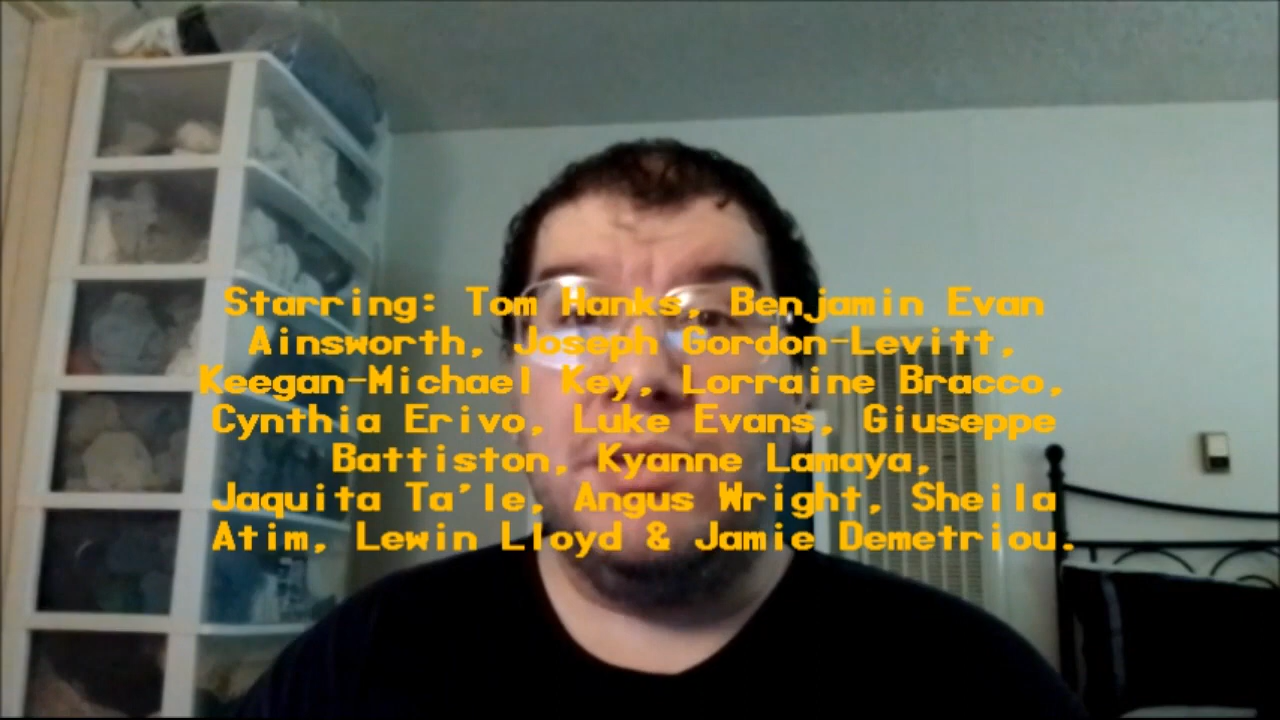 Starring: Tom Hanks, Benjamin Evan
Ainsworth, Joseph Gordon-Levitt,
Keegan-Michael Key, Lorraine Bracco,
Cynthia Erivo, Luke Evans, Giuseppe
Battiston, Kyanne Lamaya,
Jaquita Ta'le, Angus Wright, Sheila
Atim, Lewin Lloyd & Jamie Demetriou.